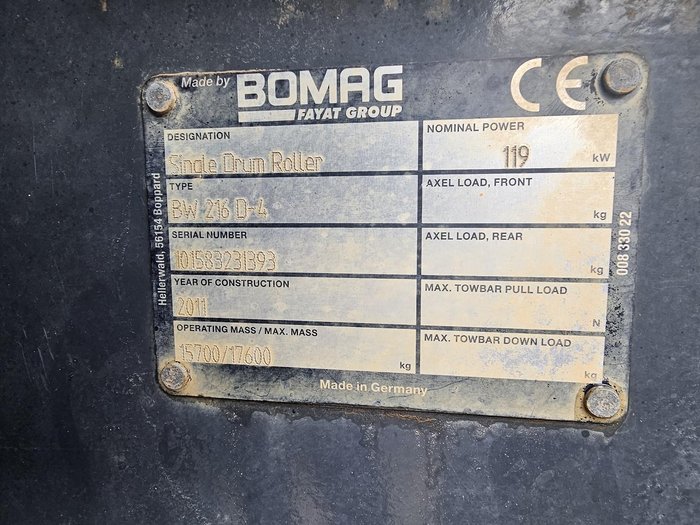 Made by BOMAG CE
FAYAT GROUP
DESIGNATION
Single Drum Roller
TYPE
BW 216 D-4
SERIAL NUMBER
101583231393
YEAR OF CONSTRUCTION
2011
OPERATING MASS / MAX. MASS
15700/17600 kg
NOMINAL POWER
119 kW
AXEL LOAD, FRONT
kg
AXEL LOAD, REAR
kg
MAX. TOWBAR PULL LOAD
N
MAX. TOWBAR DOWN LOAD
kg
Made in Germany
Hellerwald, 56154 Boppard
008 330 22